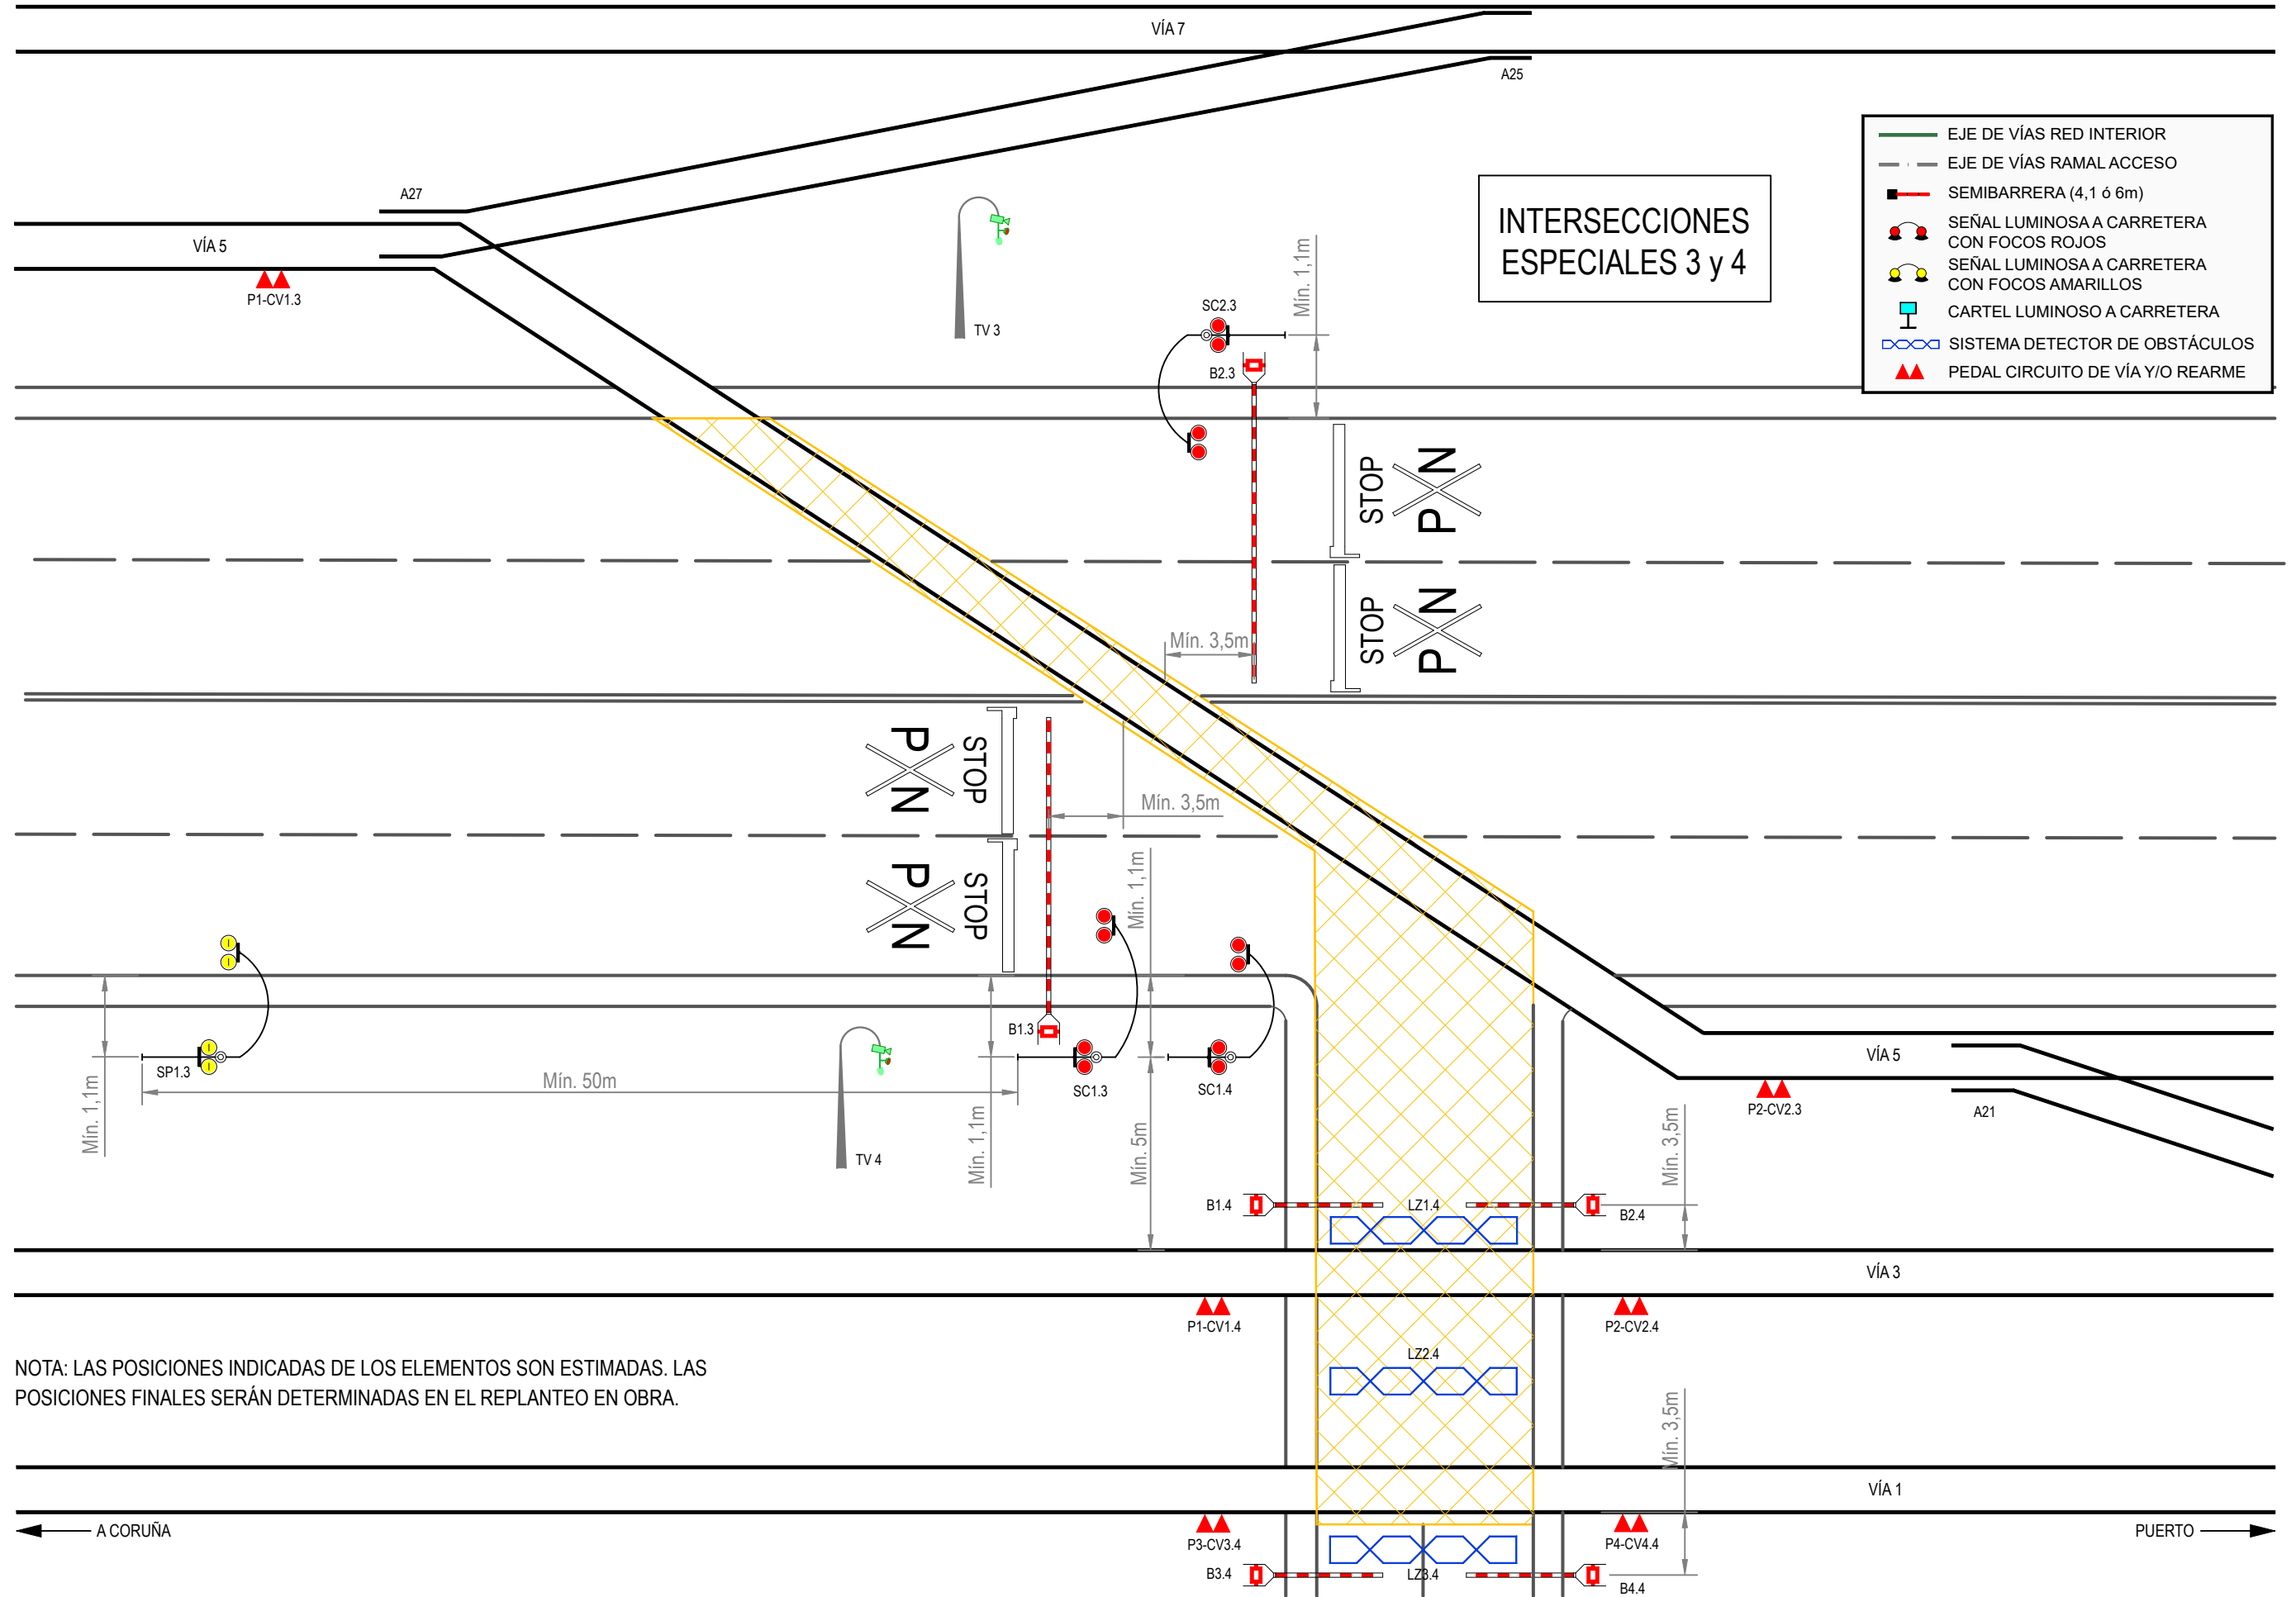 VÍA 7
A25
EJE DE VÍAS RED INTERIOR
EJE DE VÍAS RAMAL ACCESO
SEMIBARRERA (4,1 ó 6m)
SEÑAL LUMINOSA A CARRETERA
CON FOCOS ROJOS
SEÑAL LUMINOSA A CARRETERA
CON FOCOS AMARILLOS
CARTEL LUMINOSO A CARRETERA
SISTEMA DETECTOR DE OBSTÁCULOS
PEDAL CIRCUITO DE VÍA Y/O REARME
INTERSECCIONES
ESPECIALES 3 y 4
A27
VÍA 5
P1-CV1.3
TV 3
SC2.3
Mín. 1,1m
B2.3
STOP
P N
STOP
P N
Mín. 3,5m
P N
STOP
Mín. 3,5m
P N
STOP
Mín. 1,1m
SP1.3
Mín. 1,1m
Mín. 50m
TV 4
B1.3
SC1.3
Mín. 1,1m
SC1.4
Mín. 5m
VÍA 5
P2-CV2.3
A21
Mín. 3,5m
B1.4
LZ1.4
B2.4
VÍA 3
P1-CV1.4
P2-CV2.4
LZ2.4
NOTA: LAS POSICIONES INDICADAS DE LOS ELEMENTOS SON ESTIMADAS. LAS
POSICIONES FINALES SERÁN DETERMINADAS EN EL REPLANTEO EN OBRA.
Mín. 3,5m
VÍA 1
A CORUÑA
PUERTO
P3-CV3.4
P4-CV4.4
B3.4
LZ3.4
B4.4